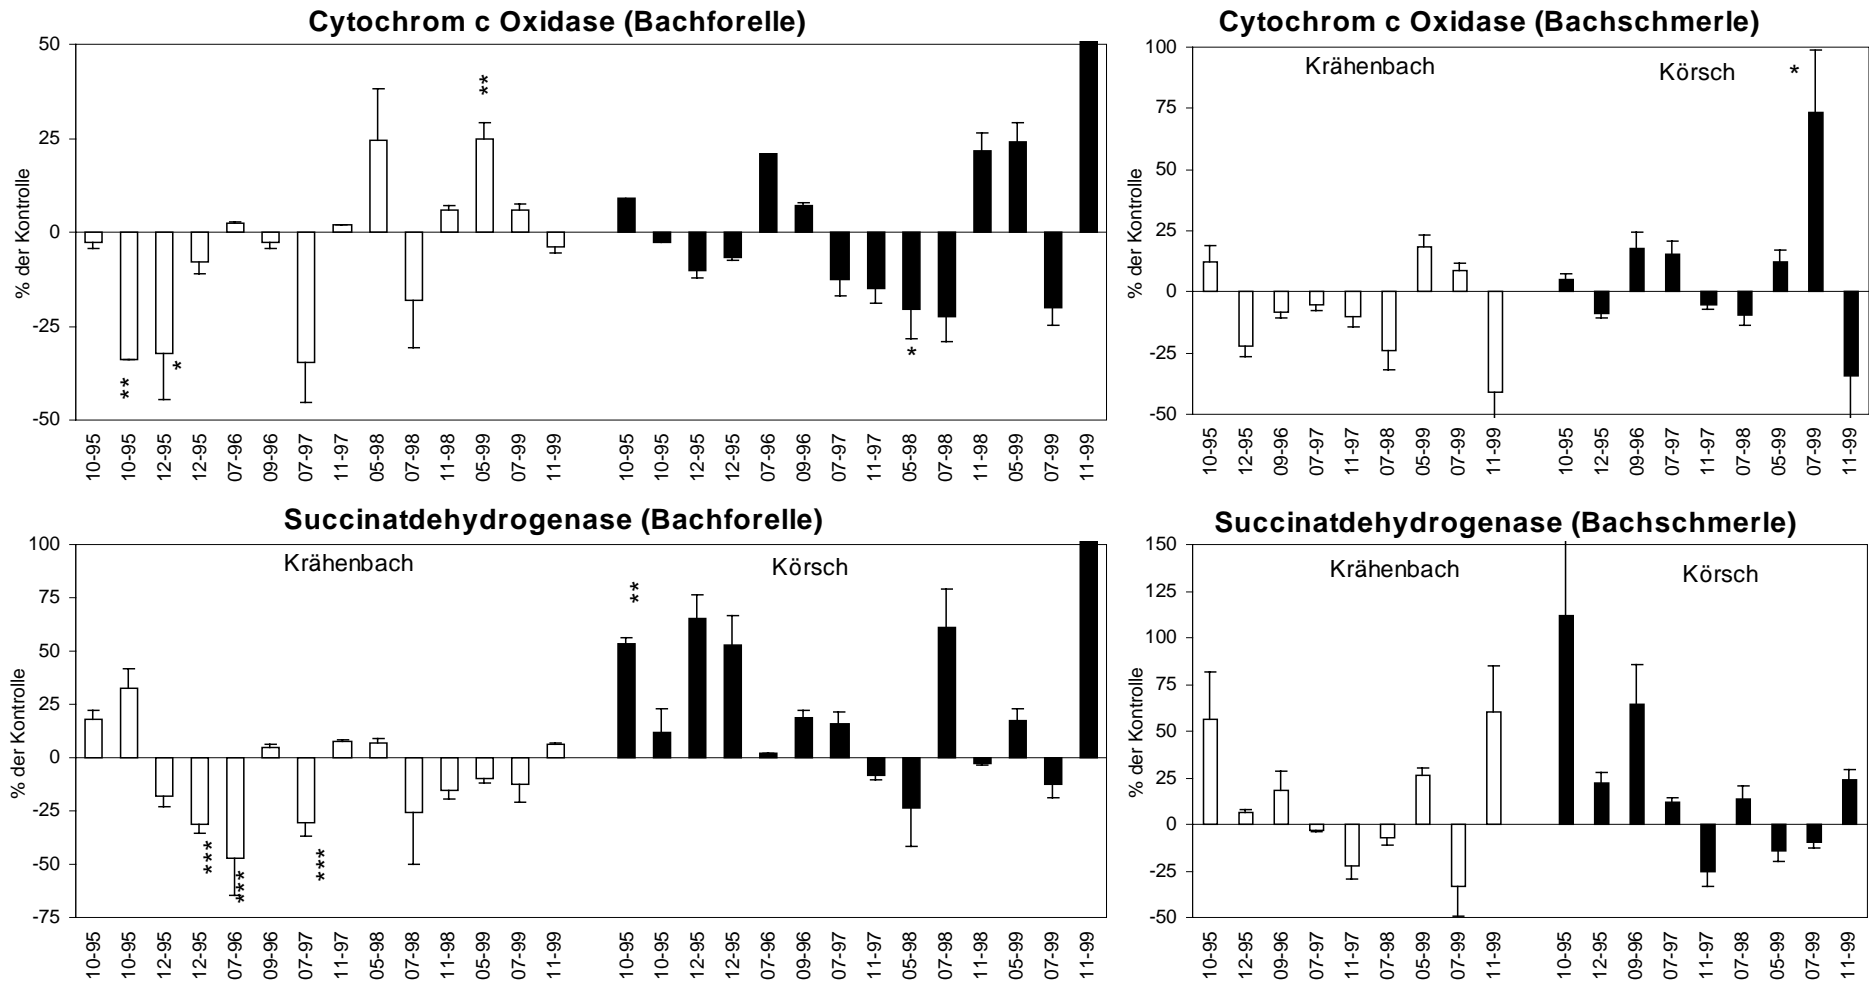 Cytochrom c Oxidase (Bachforelle)
% der Kontrolle
50
25
0
-25
-50
**
*
**
*
10-95 10-95 12-95 12-95 07-96 09-96 07-97 11-97 05-98 07-98 11-98 05-99 07-99 11-99 10-95 10-95 12-95 12-95 07-96 09-96 07-97 11-97 05-98 07-98 11-98 05-99 07-99 11-99
Cytochrom c Oxidase (Bachschmerle)
Krähenbach Körsch *
% der Kontrolle
100
75
50
25
0
-25
-50
10-95 12-95 09-96 07-97 11-97 07-98 05-99 07-99 11-99 10-95 12-95 09-96 07-97 11-97 07-98 05-99 07-99 11-99
Succinatdehydrogenase (Bachforelle)
Krähenbach Körsch
% der Kontrolle
100
75
50
25
0
-25
-50
-75
***
***
***
**
10-95 10-95 12-95 12-95 07-96 09-96 07-97 11-97 05-98 07-98 11-98 05-99 07-99 11-99 10-95 10-95 12-95 12-95 07-96 09-96 07-97 11-97 05-98 07-98 11-98 05-99 07-99 11-99
Succinatdehydrogenase (Bachschmerle)
Krähenbach Körsch
% der Kontrolle
150
125
100
75
50
25
0
-25
-50
10-95 12-95 09-96 07-97 11-97 07-98 05-99 07-99 11-99 10-95 12-95 09-96 07-97 11-97 07-98 05-99 07-99 11-99